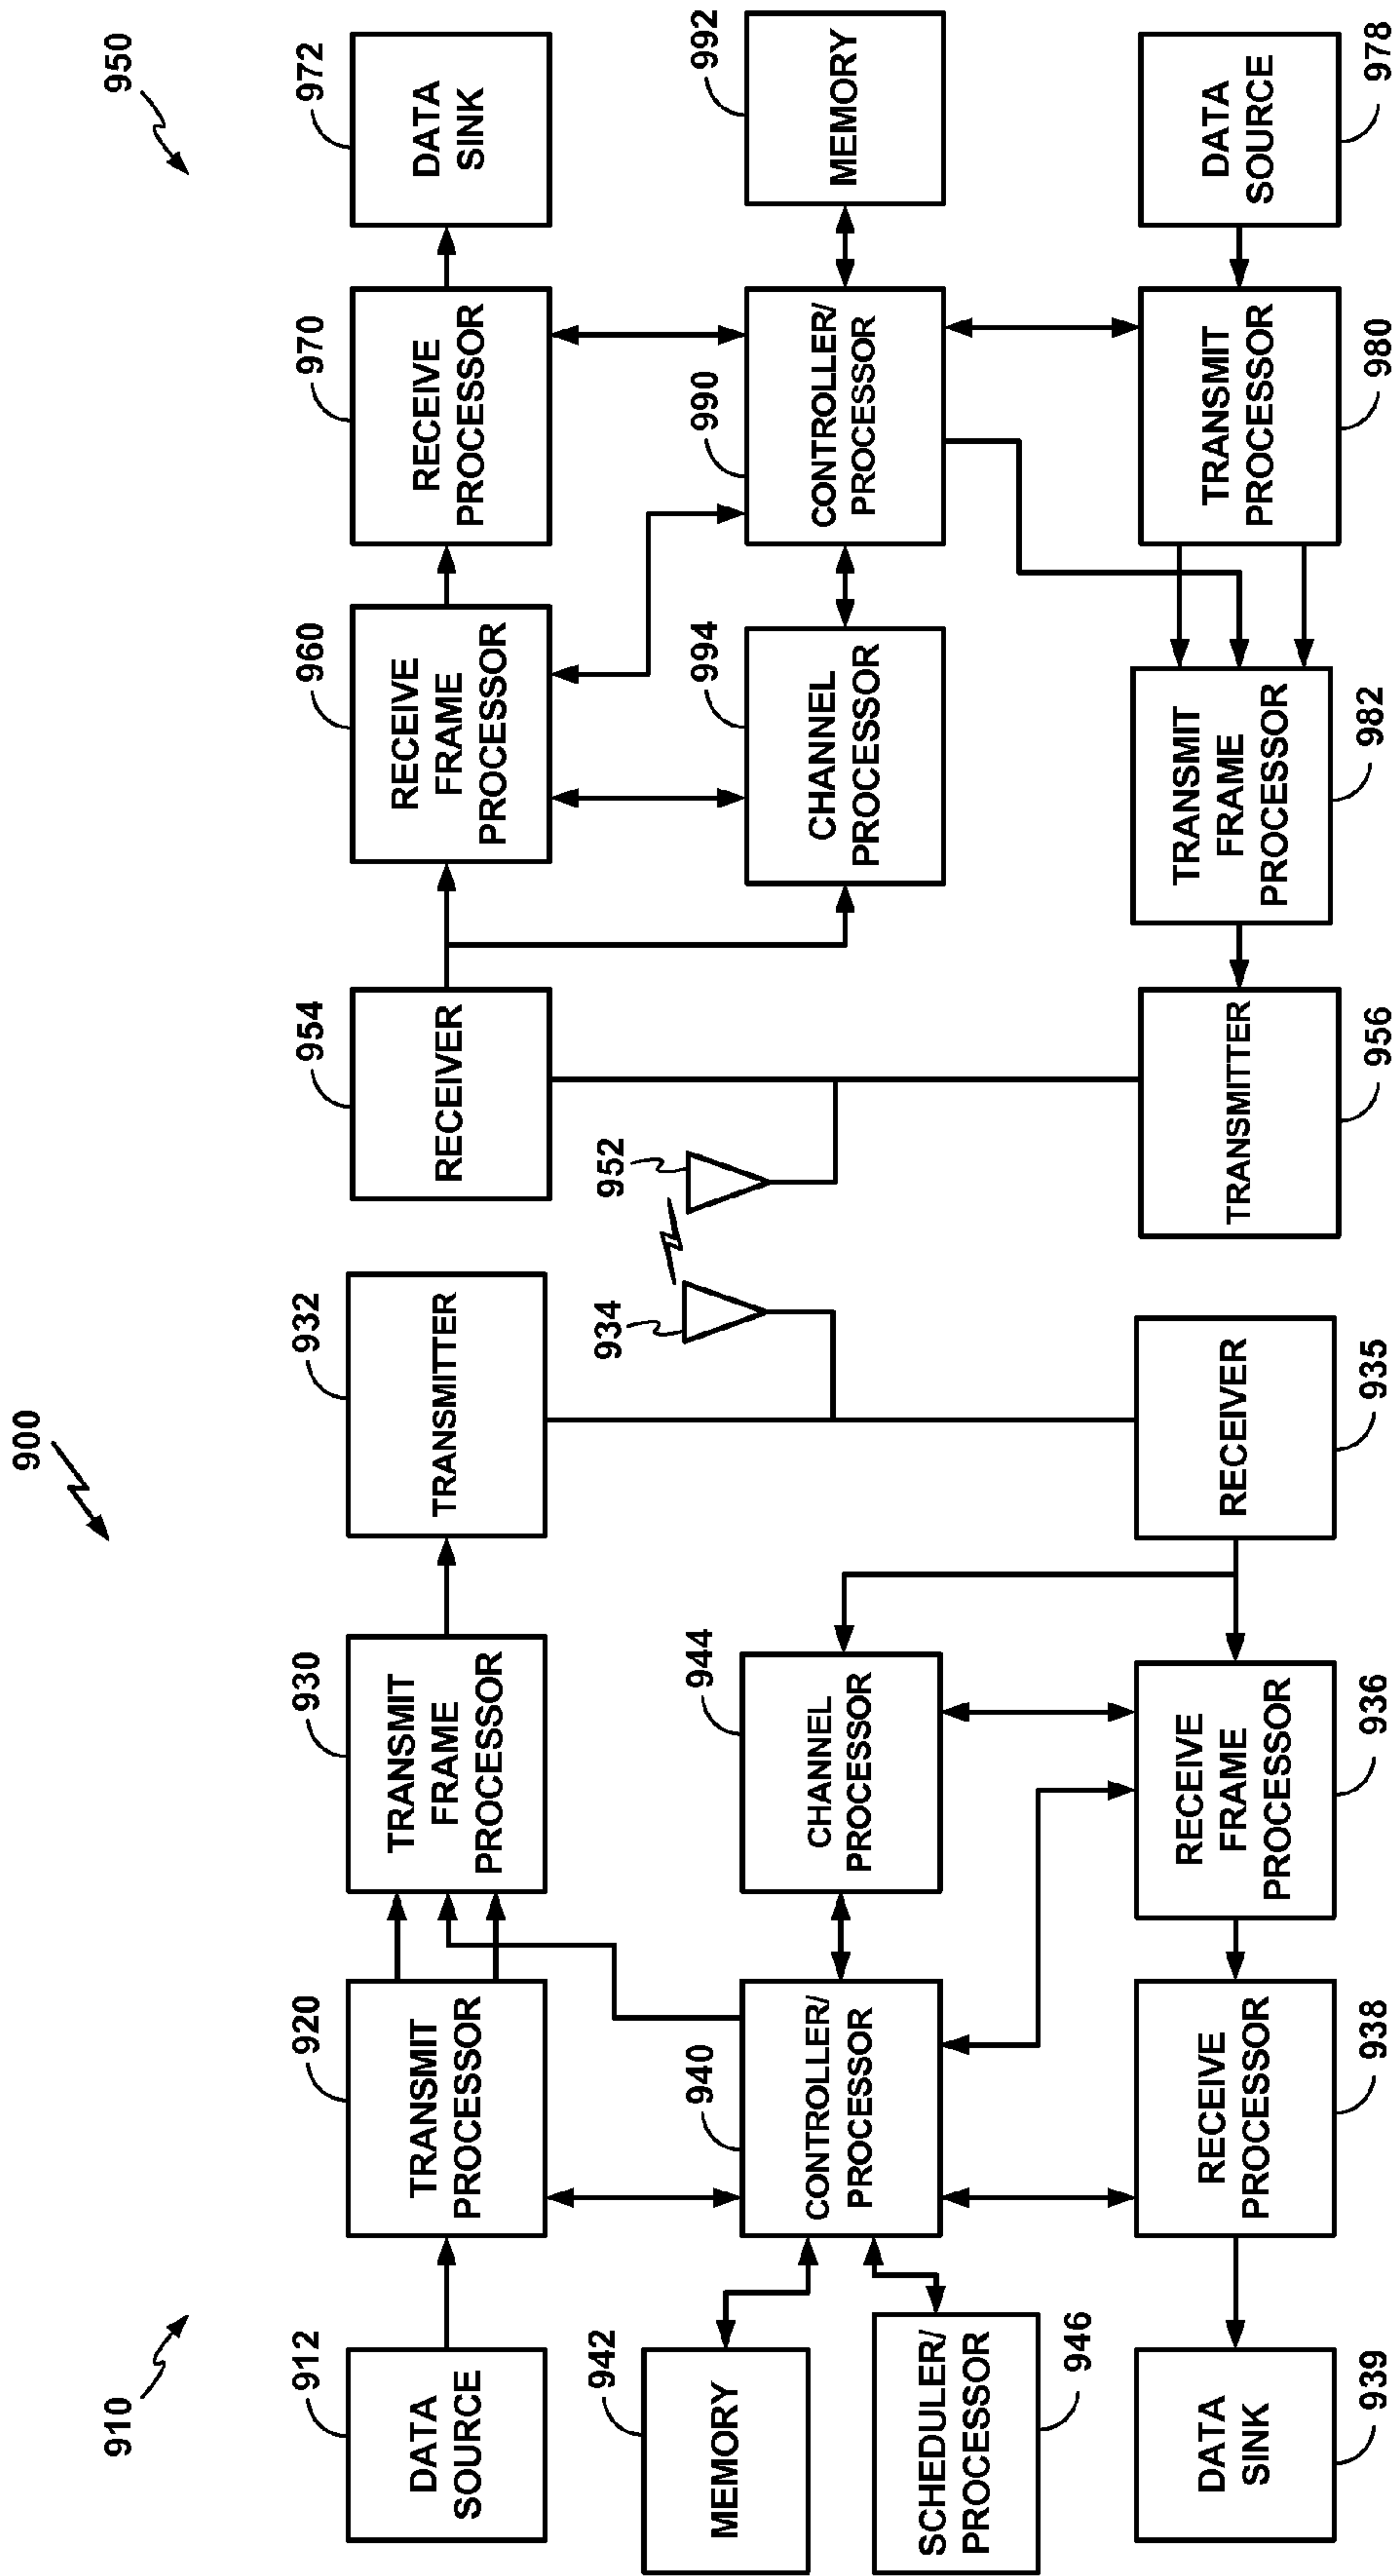 900
910
950
912
DATA
SOURCE
920
TRANSMIT
PROCESSOR
930
TRANSMIT
FRAME
PROCESSOR
932
TRANSMITTER
954
RECEIVER
960
RECEIVE
FRAME
PROCESSOR
970
RECEIVE
PROCESSOR
972
DATA
SINK
942
MEMORY
940
CONTROLLER/
PROCESSOR
944
CHANNEL
PROCESSOR
934
952
994
CHANNEL
PROCESSOR
990
CONTROLLER/
PROCESSOR
992
MEMORY
SCHEDULER/
PROCESSOR
946
DATA
SINK
939
RECEIVE
PROCESSOR
938
RECEIVE
FRAME
PROCESSOR
936
RECEIVER
935
TRANSMITTER
956
TRANSMIT
FRAME
PROCESSOR
982
TRANSMIT
PROCESSOR
980
DATA
SOURCE
978